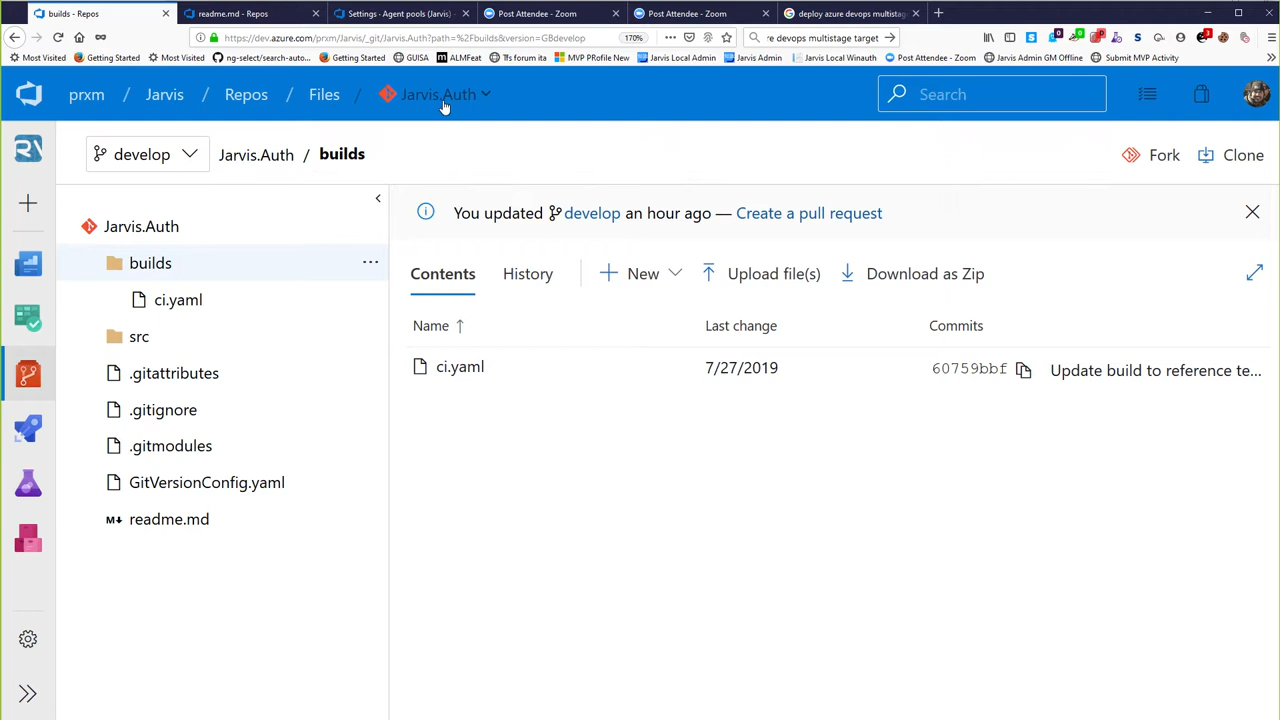 builds - Repos
readme.md - Repos
Settings - Agent pools (Jarvis) -
Post Attendee - Zoom
Post Attendee - Zoom
deploy azure devops multistage
https://dev.azure.com/prxm/Jarvis/_git/Jarvis.Auth?path=%2Fbuilds&version=GBdevelop
170%
re devops multistage target
Most Visited
Getting Started
Most Visited
ng-select/search-auto...
Getting Started
GUISA
ALMFeat
Tfs forum ita
MVP PRofile New
Jarvis Local Admin
Jarvis Admin
Jarvis Local Winauth
Post Attendee - Zoom
Jarvis Admin GM Offline
Submit MVP Activity
prxm / Jarvis / Repos / Files / Jarvis.Auth
Search
develop
Jarvis.Auth / builds
Fork
Clone
Jarvis.Auth
builds
ci.yaml
src
.gitattributes
.gitignore
.gitmodules
GitVersionConfig.yaml
readme.md
You updated develop an hour ago — Create a pull request
Contents
History
New
Upload file(s)
Download as Zip
Name
Last change
Commits
ci.yaml
7/27/2019
60759bbf
Update build to reference te...